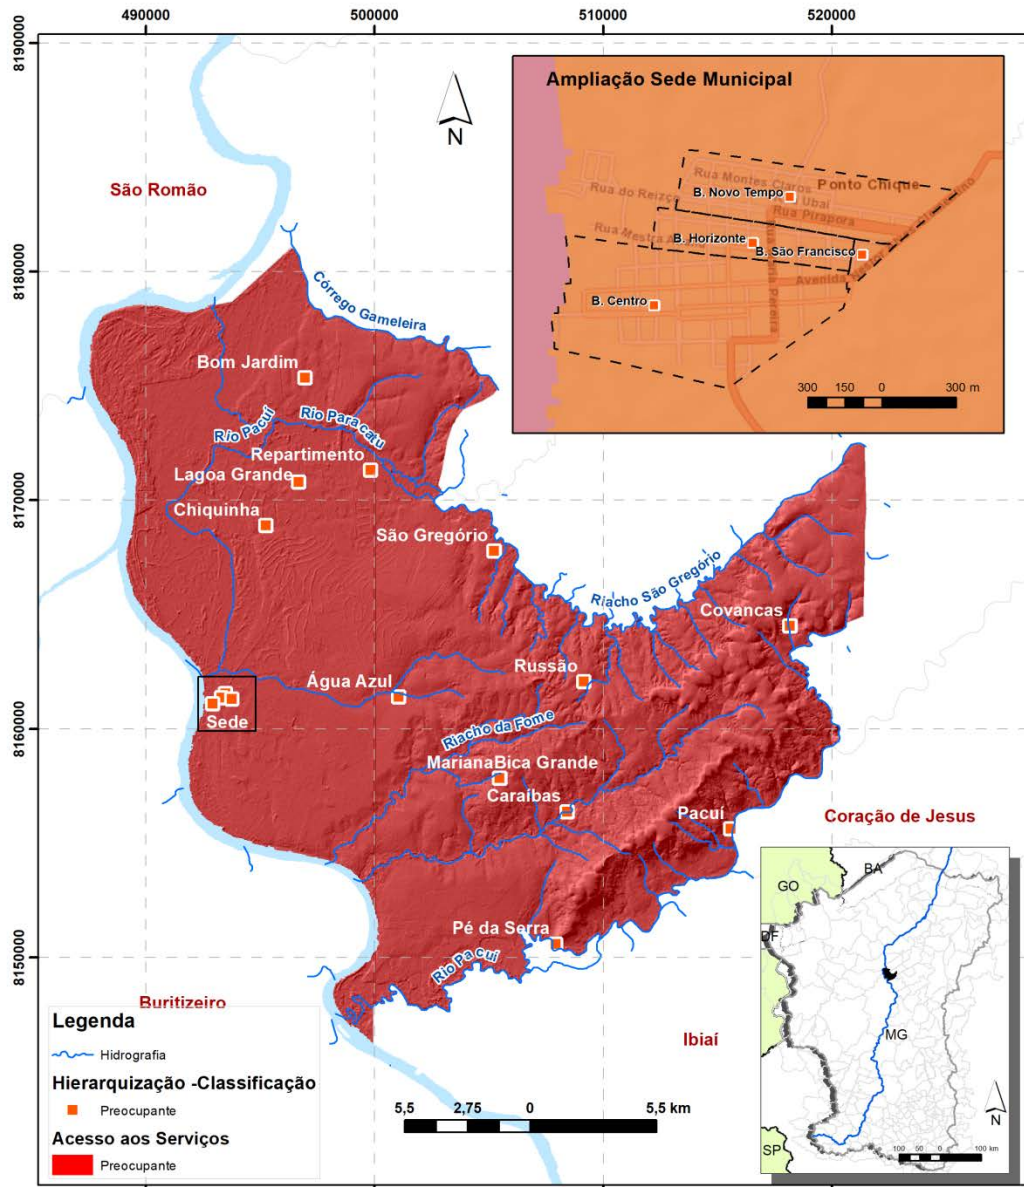 490000
500000
510000
520000
8190000
8180000
8170000
8160000
8150000
Ampliação Sede Municipal
Rua Montes Claros
Ponto Chique
B. Novo Tempo
Ubaí
Rua do Reizço
Rua Pirapora
B. Horizonte
B. São Francisco
Avenida
Pereira
B. Centro
300 150 0 300 m
N
São Romão
Córrego Gameleira
Bom Jardim
Rio Pacuí
Rio Paracatu
Repartimento
Lagoa Grande
Chiquinha
São Gregório
Riacho São Gregório
Covancas
Russão
Água Azul
Sede
Riacho da Fome
MarianaBica Grande
Caraíbas
Pacuí
Coração de Jesus
Pé da Serra
Rio Pacuí
Buritizeiro
Ibiaí
Legenda
Hidrografia
Hierarquização -Classificação
Preocupante
Acesso aos Serviços
Preocupante
5,5 2,75 0 5,5 km
GO
BA
DF
MG
SP
N
100 50 0 100 km